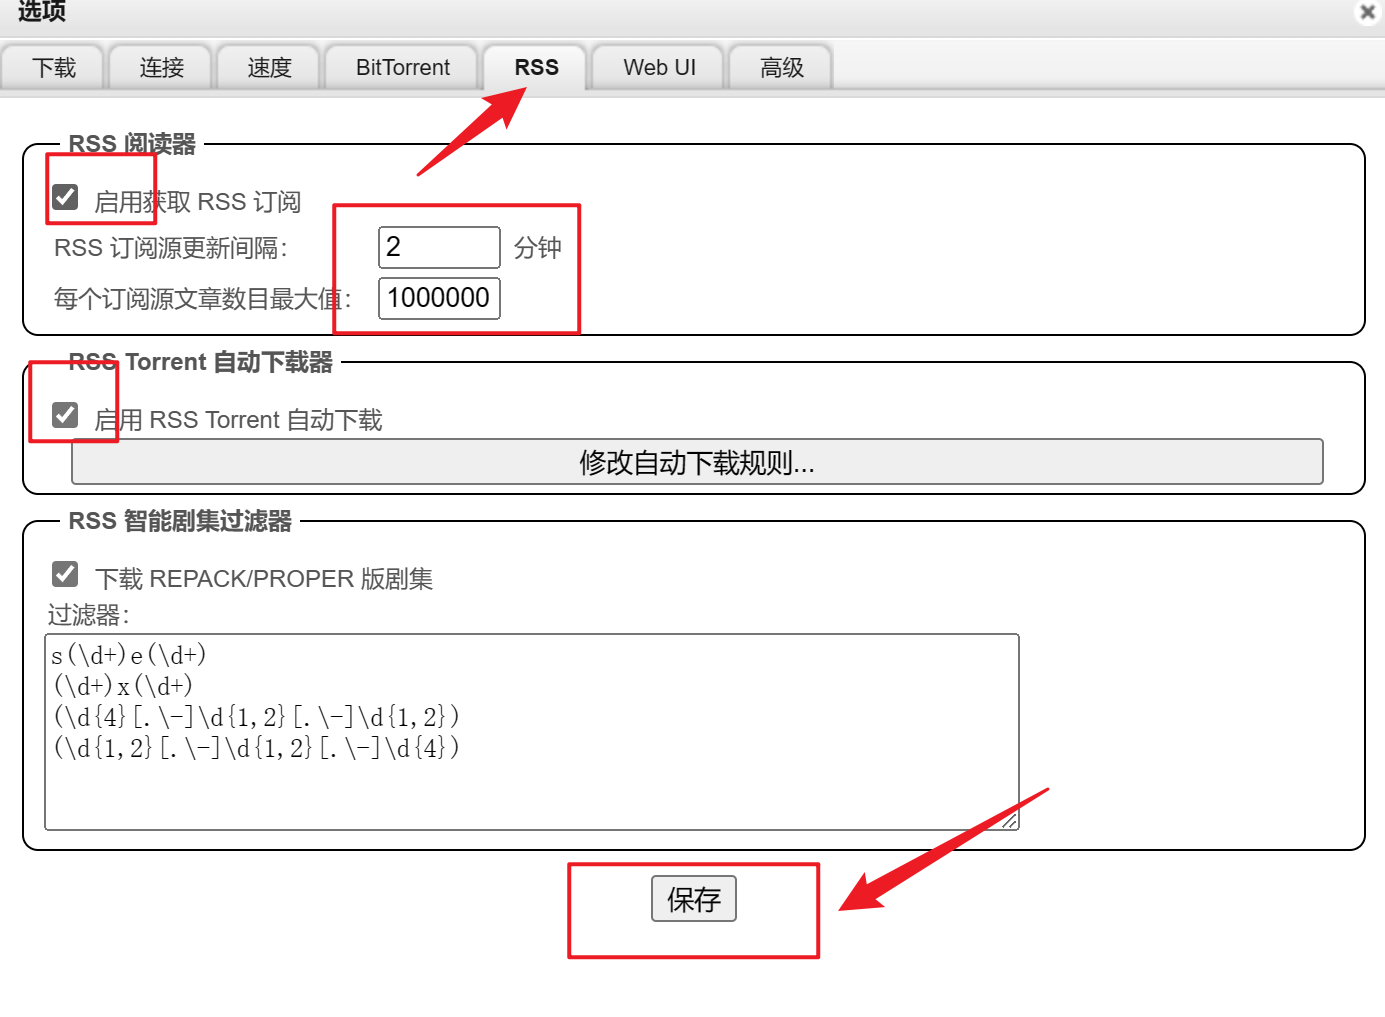 选项
下载 连接 速度 BitTorrent RSS Web UI 高级
RSS 阅读器
启用获取 RSS 订阅
RSS 订阅源更新间隔： 2 分钟
每个订阅源文章数目最大值： 1000000
RSS Torrent 自动下载器
启用 RSS Torrent 自动下载
修改自动下载规则...
RSS 智能剧集过滤器
下载 REPACK/PROPER 版剧集
过滤器：
s(\d+)e(\d+)
(\d+)x(\d+)
(\d{4}[.\-]\d{1,2}[.\-]\d{1,2})
(\d{1,2}[.\-]\d{1,2}[.\-]\d{4})
保存